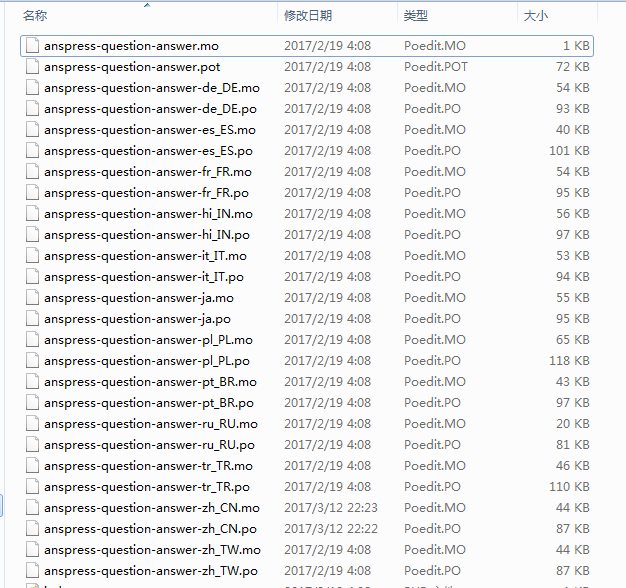 名称 修改日期 类型 大小
anspress-question-answer.mo 2017/2/19 4:08 Poedit.MO 1 KB
anspress-question-answer.pot 2017/2/19 4:08 Poedit.POT 72 KB
anspress-question-answer-de_DE.mo 2017/2/19 4:08 Poedit.MO 54 KB
anspress-question-answer-de_DE.po 2017/2/19 4:08 Poedit.PO 93 KB
anspress-question-answer-es_ES.mo 2017/2/19 4:08 Poedit.MO 40 KB
anspress-question-answer-es_ES.po 2017/2/19 4:08 Poedit.PO 101 KB
anspress-question-answer-fr_FR.mo 2017/2/19 4:08 Poedit.MO 54 KB
anspress-question-answer-fr_FR.po 2017/2/19 4:08 Poedit.PO 95 KB
anspress-question-answer-hi_IN.mo 2017/2/19 4:08 Poedit.MO 56 KB
anspress-question-answer-hi_IN.po 2017/2/19 4:08 Poedit.PO 97 KB
anspress-question-answer-it_IT.mo 2017/2/19 4:08 Poedit.MO 53 KB
anspress-question-answer-it_IT.po 2017/2/19 4:08 Poedit.PO 94 KB
anspress-question-answer-ja.mo 2017/2/19 4:08 Poedit.MO 55 KB
anspress-question-answer-ja.po 2017/2/19 4:08 Poedit.PO 95 KB
anspress-question-answer-pl_PL.mo 2017/2/19 4:08 Poedit.MO 65 KB
anspress-question-answer-pl_PL.po 2017/2/19 4:08 Poedit.PO 118 KB
anspress-question-answer-pt_BR.mo 2017/2/19 4:08 Poedit.MO 43 KB
anspress-question-answer-pt_BR.po 2017/2/19 4:08 Poedit.PO 97 KB
anspress-question-answer-ru_RU.mo 2017/2/19 4:08 Poedit.MO 20 KB
anspress-question-answer-ru_RU.po 2017/2/19 4:08 Poedit.PO 81 KB
anspress-question-answer-tr_TR.mo 2017/2/19 4:08 Poedit.MO 46 KB
anspress-question-answer-tr_TR.po 2017/2/19 4:08 Poedit.PO 110 KB
anspress-question-answer-zh_CN.mo 2017/3/12 22:23 Poedit.MO 44 KB
anspress-question-answer-zh_CN.po 2017/3/12 22:22 Poedit.PO 87 KB
anspress-question-answer-zh_TW.mo 2017/2/19 4:08 Poedit.MO 44 KB
anspress-question-answer-zh_TW.po 2017/2/19 4:08 Poedit.PO 87 KB